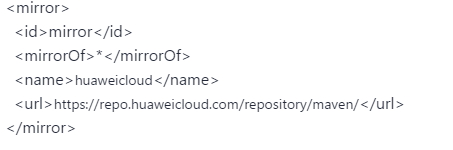 <mirror>
<id>mirror</id>
<mirrorOf>*</mirrorOf>
<name>huaweicloud</name>
<url>https://repo.huaweicloud.com/repository/maven/</url>
</mirror>